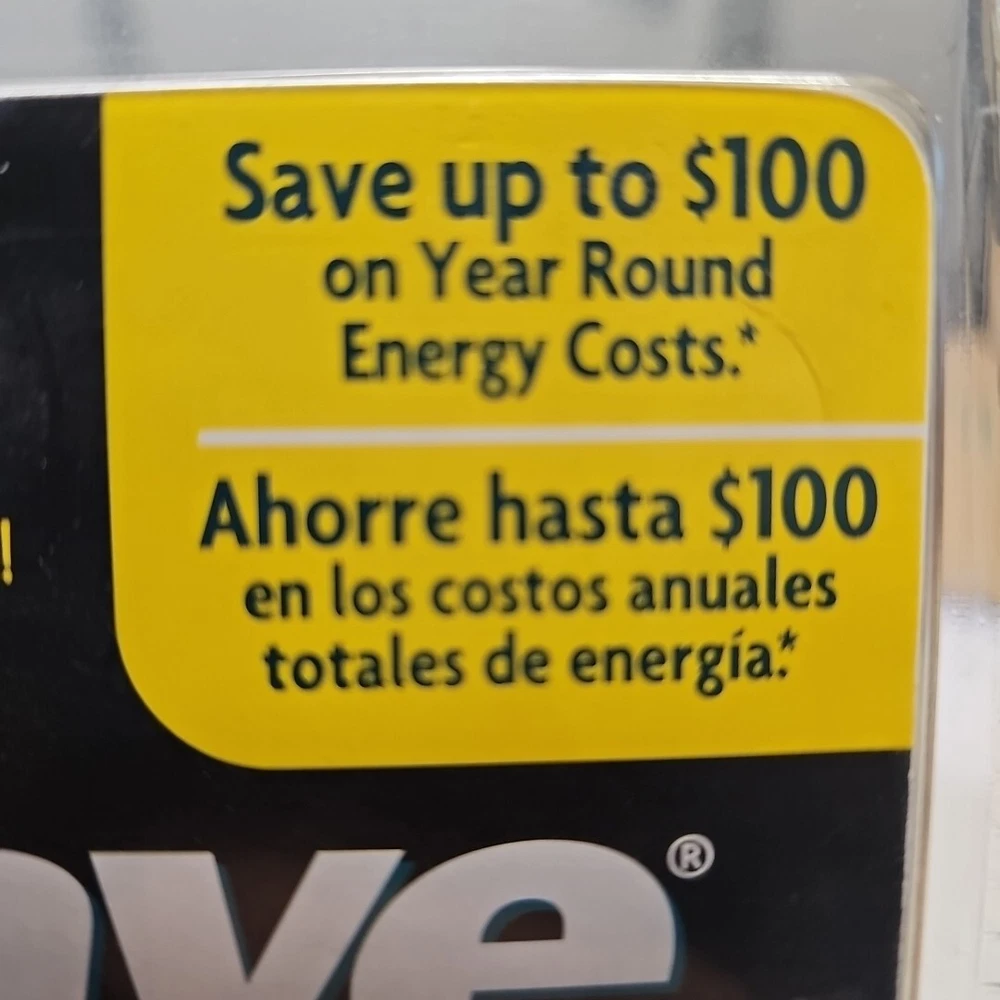 Save up to $100
on Year Round
Energy Costs.*
Ahorre hasta $100
en los costos anuales
totales de energía.*
!
ave®